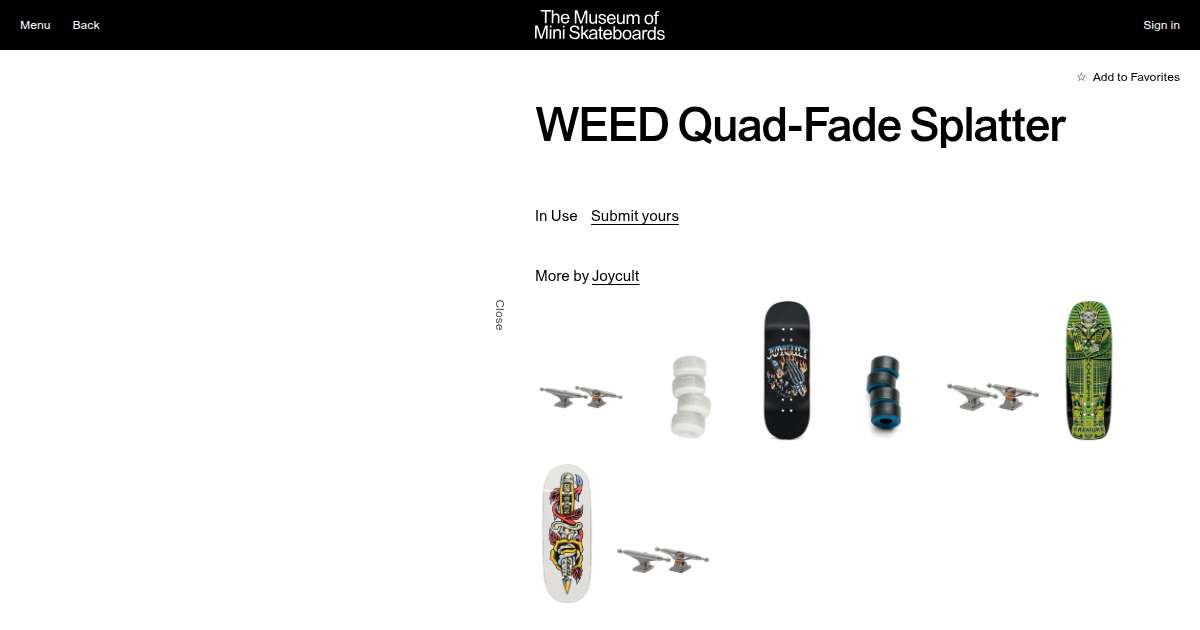 Menu Back
The Museum of
Mini Skateboards
Sign in
☆ Add to Favorites
WEED Quad-Fade Splatter
In Use Submit yours
More by Joycult
Close
JOYCULT